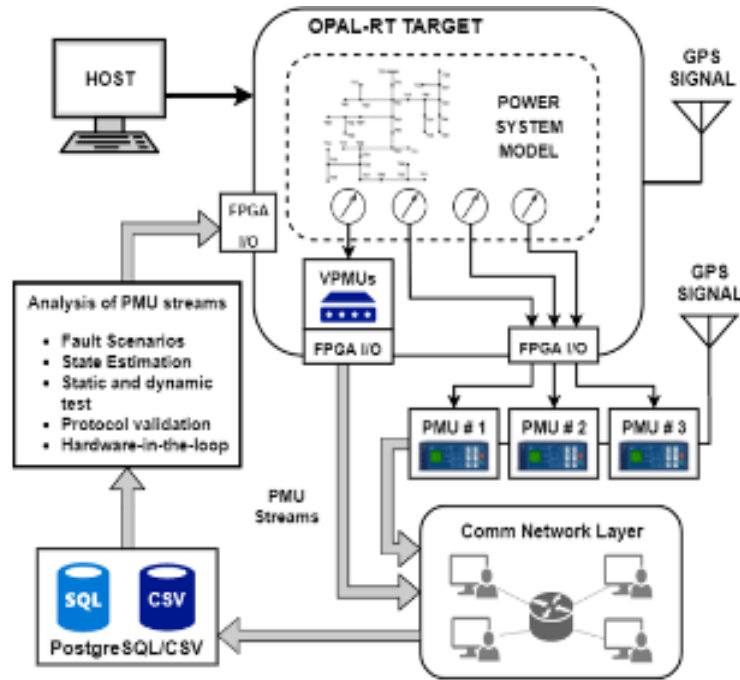 OPAL-RT TARGET
HOST
GPS
SIGNAL
POWER
SYSTEM
MODEL
FPGA
I/O
VPMUs
FPGA I/O
FPGA I/O
GPS
SIGNAL
Analysis of PMU streams
• Fault Scenarios
• State Estimation
• Static and dynamic
test
• Protocol validation
• Hardware-in-the-loop
PMU # 1
PMU # 2
PMU # 3
PMU
Streams
Comm Network Layer
SQL
CSV
PostgreSQL/CSV